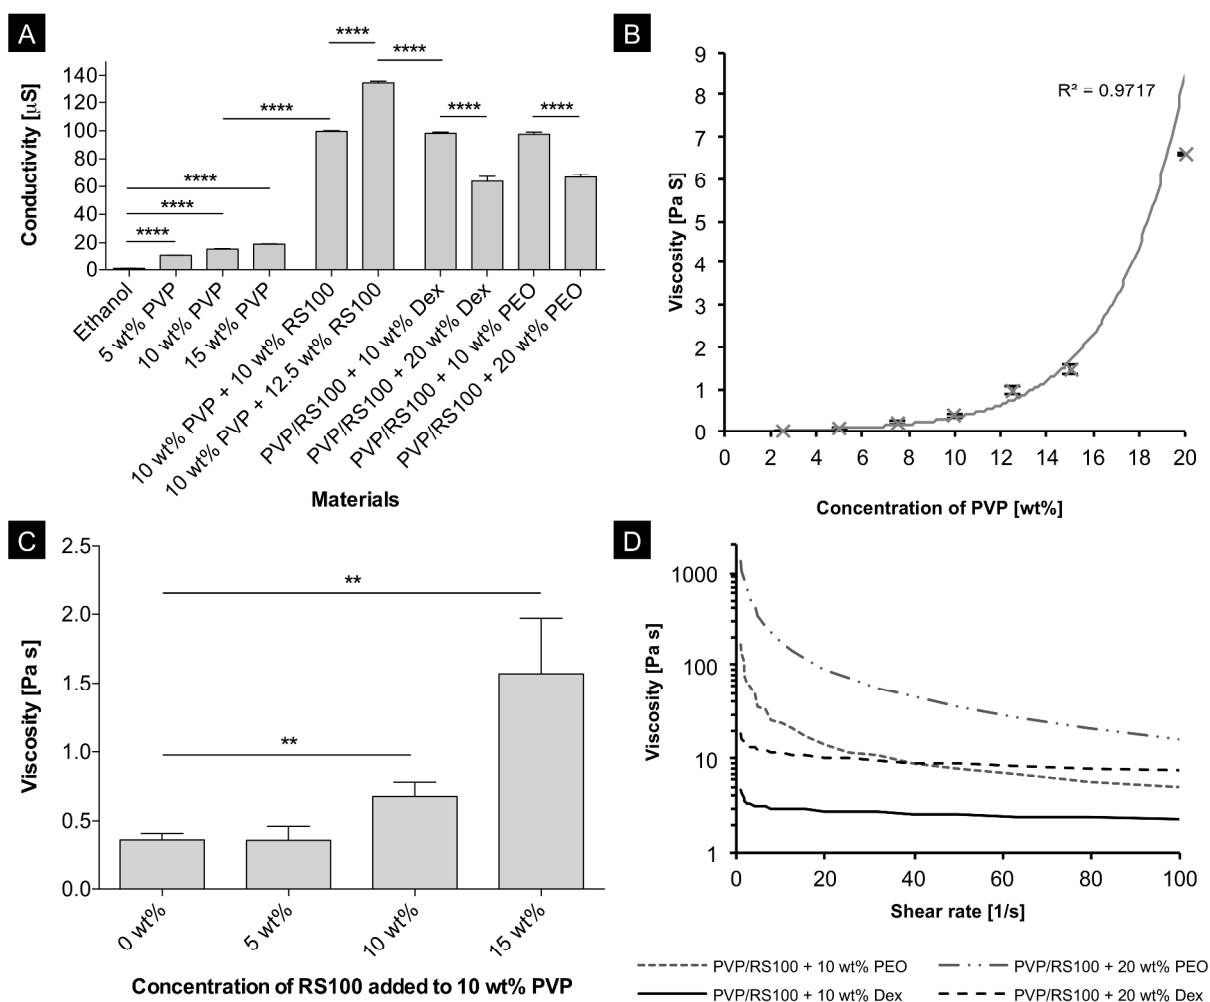 A
****
****
****
****
****
****
****
****
Conductivity [µS]
140
120
100
80
60
40
20
0
Ethanol
5 wt% PVP
10 wt% PVP
15 wt% PVP
10 wt% PVP + 10 wt% RS100
10 wt% PVP + 12.5 wt% RS100
PVP/RS100 + 10 wt% Dex
PVP/RS100 + 20 wt% Dex
PVP/RS100 + 10 wt% PEO
PVP/RS100 + 20 wt% PEO
Materials
B
R² = 0.9717
Viscosity [Pa S]
9
8
7
6
5
4
3
2
1
0
0 2 4 6 8 10 12 14 16 18 20
Concentration of PVP [wt%]
C
**
**
Viscosity [Pa s]
2.5
2.0
1.5
1.0
0.5
0.0
0 wt%
5 wt%
10 wt%
15 wt%
Concentration of RS100 added to 10 wt% PVP
D
Viscosity [Pa s]
1000
100
10
1
0 20 40 60 80 100
Shear rate [1/s]
PVP/RS100 + 10 wt% PEO
PVP/RS100 + 20 wt% PEO
PVP/RS100 + 10 wt% Dex
PVP/RS100 + 20 wt% Dex